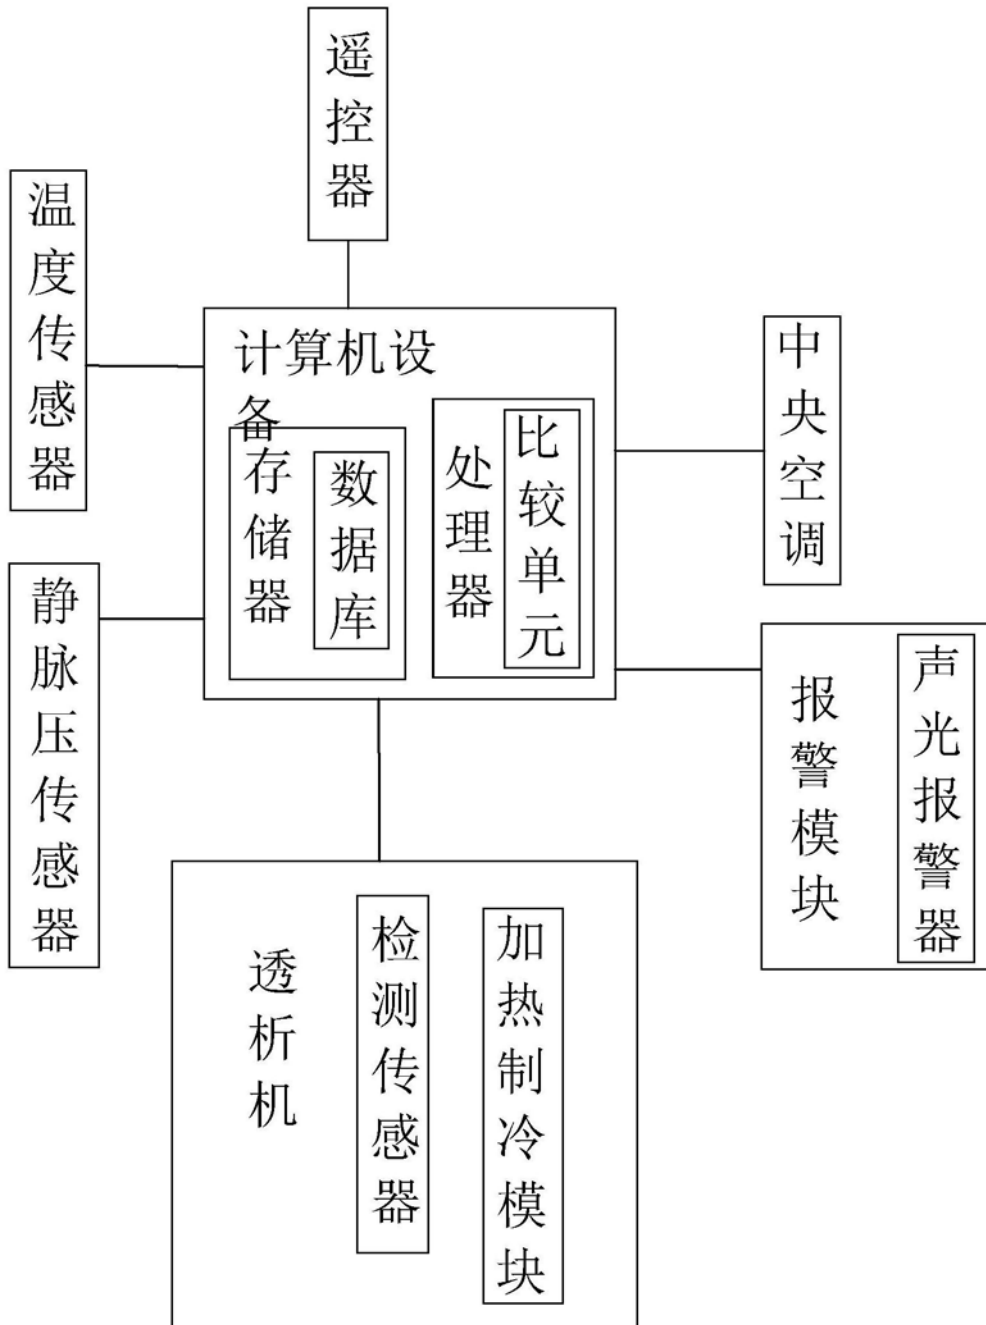 遥控器
温度传感器
计算机设
备
存储器
数据库
处理器
比较单元
中央空调
静脉压传感器
报警模块
声光报警器
透析机
检测传感器
加热制冷模块